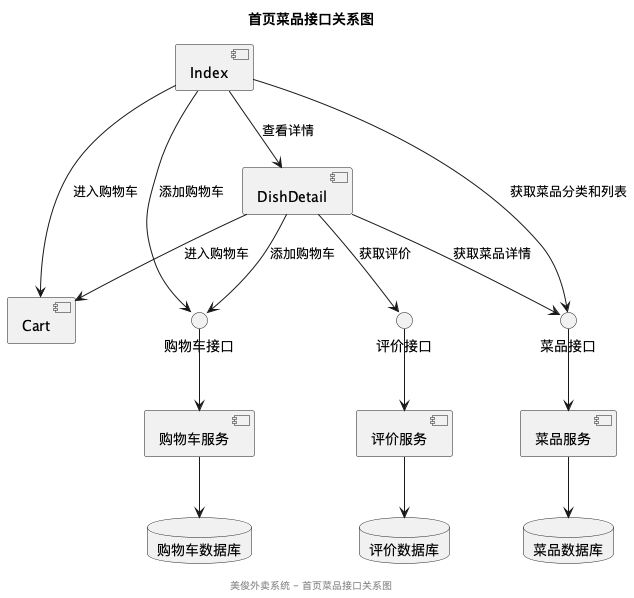 首页菜品接口关系图
Index
查看详情
进入购物车
添加购物车
获取菜品分类和列表
DishDetail
进入购物车
添加购物车
获取评价
获取菜品详情
Cart
购物车接口
评价接口
菜品接口
购物车服务
评价服务
菜品服务
购物车数据库
评价数据库
菜品数据库
美俊外卖系统 – 首页菜品接口关系图